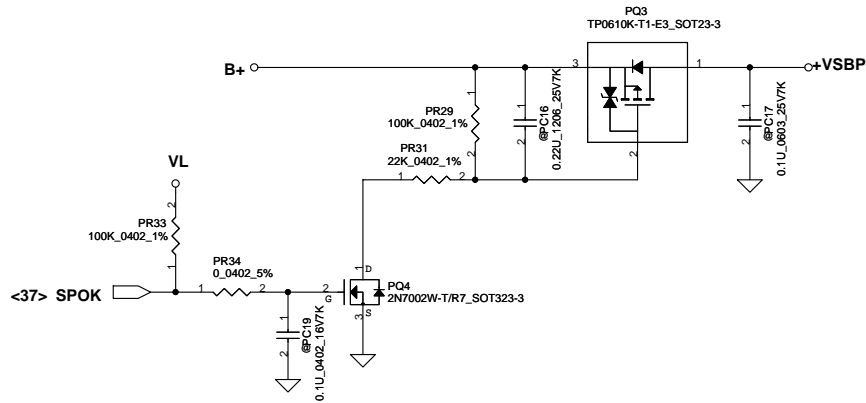 PQ3
TP0610K-T1-E3_SOT23-3
B+
3
1
+VSBP
1
PR29
100K_0402_1%
2
1
2
@PC16
0.22U_1206_25V7K
2
1
2
@PC17
0.1U_0603_25V7K
PR31
22K_0402_1%
1
2
VL
2
PR33
100K_0402_1%
1
PR34
0_0402_5%
<37> SPOK
1
2
2
G
1
D
S
3
PQ4
2N7002W-T/R7_SOT323-3
1
2
@PC19
0.1U_0402_16V7K